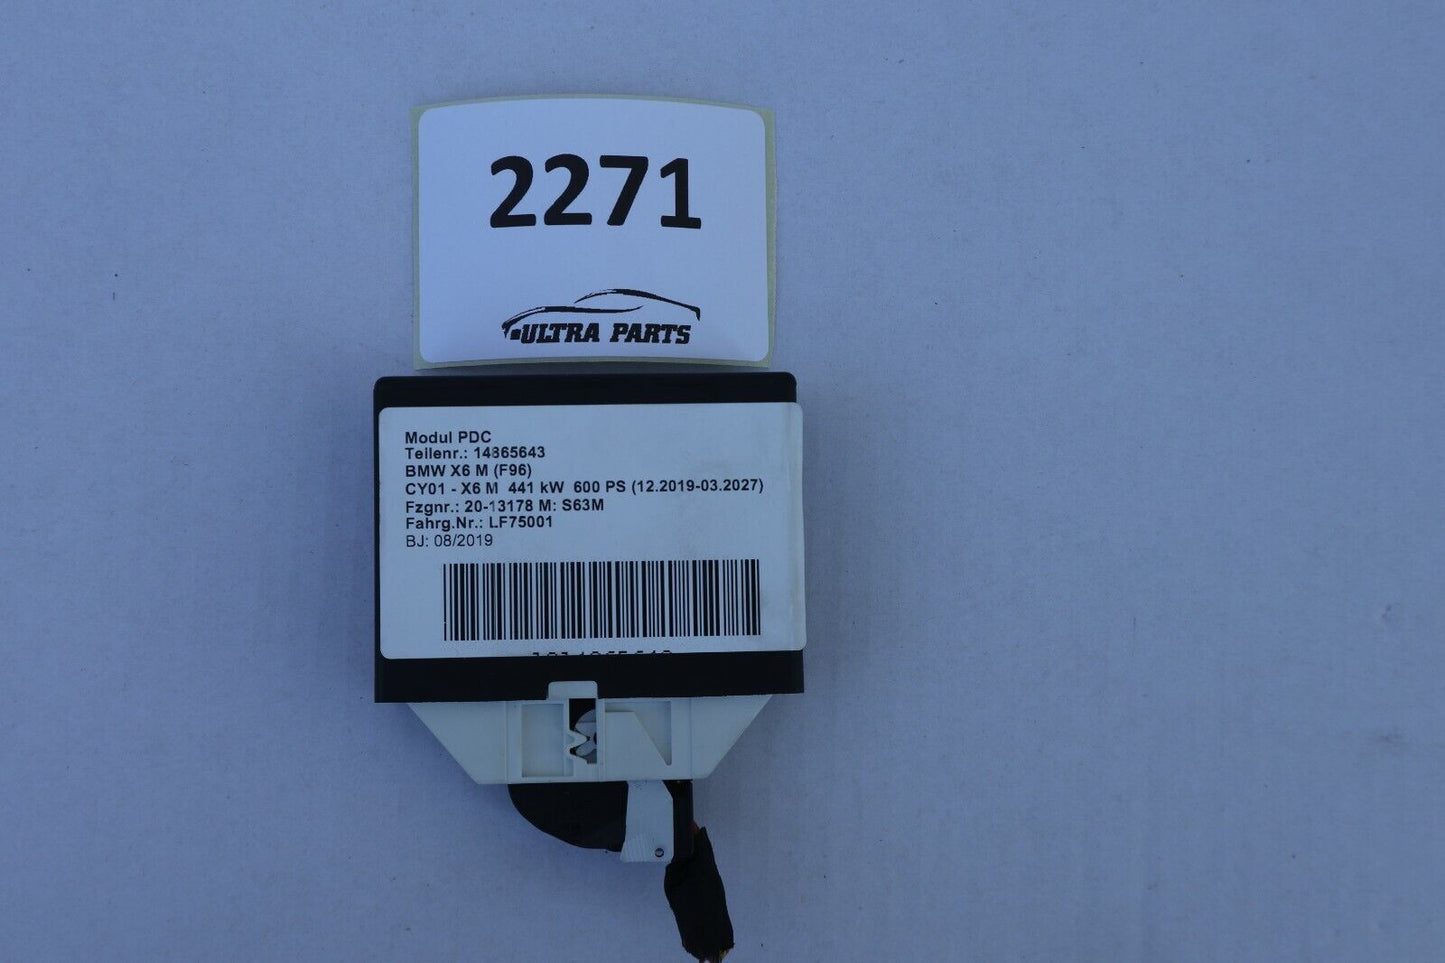 2271
ULTRA PARTS
Modul PDC
Teilenr.: 14865643
BMW X6 M (F96)
CY01 - X6 M 441 kW 600 PS (12.2019-03.2027)
Fzgnr.: 20-13178 M: S63M
Fahrg.Nr.: LF75001
BJ: 08/2019